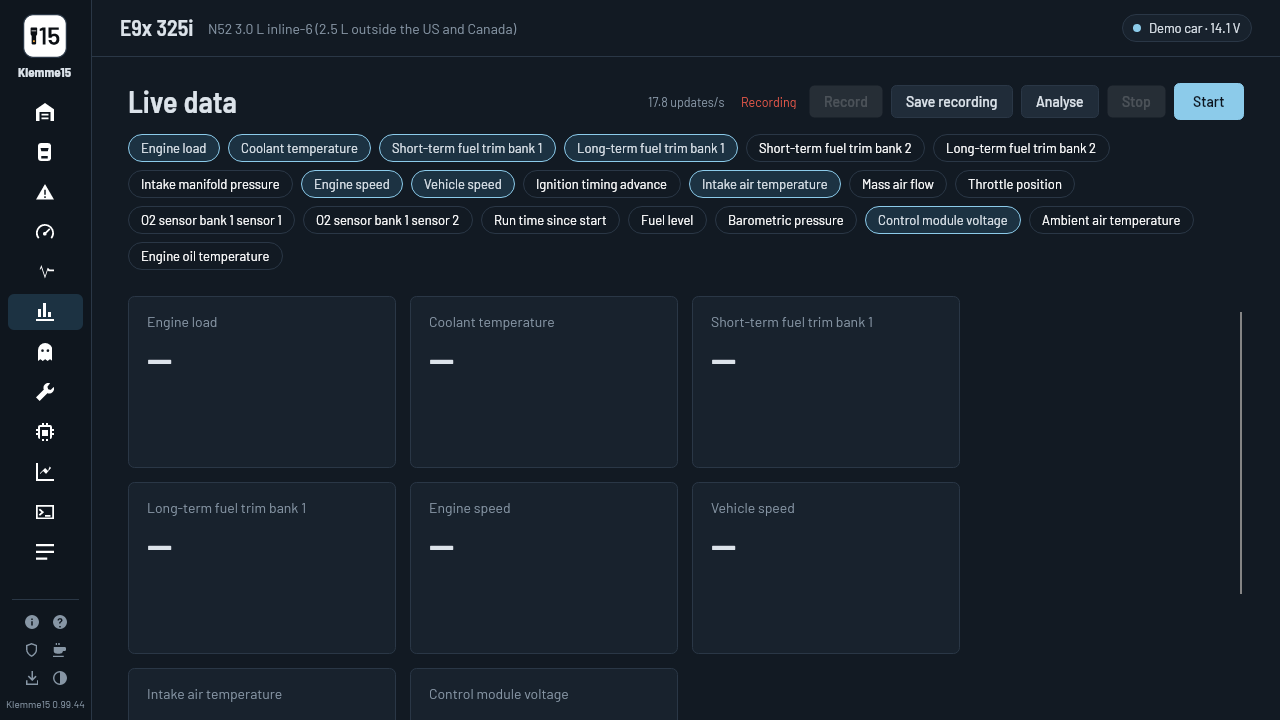 15
Klemme15
E9x 325i N52 3.0 L inline-6 (2.5 L outside the US and Canada) Demo car · 14.1 V
Live data 17.8 updates/s Recording Record Save recording Analyse Stop Start
Engine load Coolant temperature Short-term fuel trim bank 1 Long-term fuel trim bank 1 Short-term fuel trim bank 2 Long-term fuel trim bank 2
Intake manifold pressure Engine speed Vehicle speed Ignition timing advance Intake air temperature Mass air flow Throttle position
O2 sensor bank 1 sensor 1 O2 sensor bank 1 sensor 2 Run time since start Fuel level Barometric pressure Control module voltage Ambient air temperature
Engine oil temperature
Engine load Coolant temperature Short-term fuel trim bank 1
— — —
Long-term fuel trim bank 1 Engine speed Vehicle speed
— — —
Intake air temperature Control module voltage
Klemme15 0.99.44